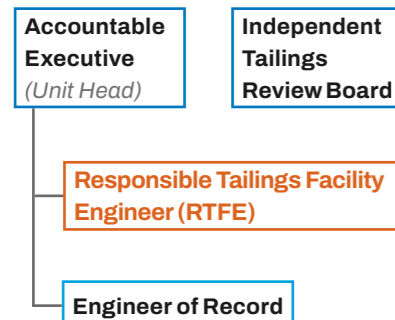 Accountable
Executive
(Unit Head)
Independent
Tailings
Review Board
Responsible Tailings Facility
Engineer (RTFE)
Engineer of Record